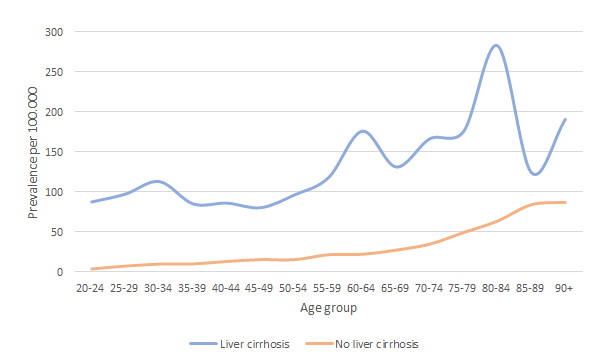 300
250
200
150
100
50
0
Prevalence per 100.000
20-24 25-29 30-34 35-39 40-44 45-49 50-54 55-59 60-64 65-69 70-74 75-79 80-84 85-89 90+
Age group
Liver cirrhosis No liver cirrhosis